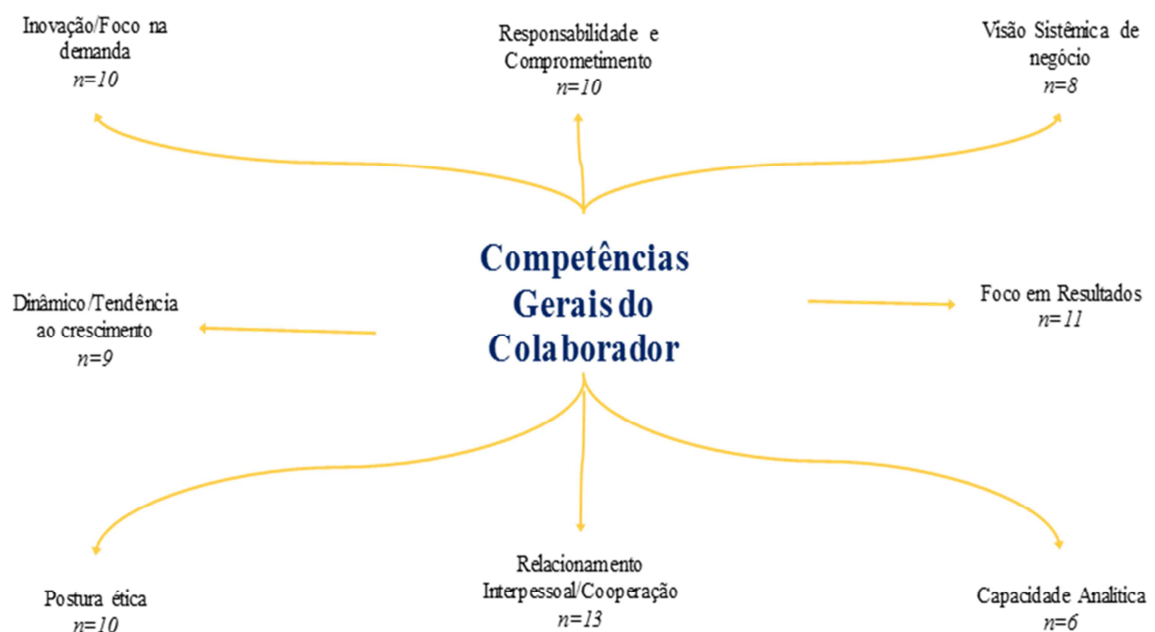 Inovação/Foco na
demanda
n=10
Responsabilidade e
Comprometimento
n=10
Visão Sistêmica de
negócio
n=8
Competências
Gerais do
Colaborador
Dinâmico/Tendência
ao crescimento
n=9
Foco em Resultados
n=11
Postura ética
n=10
Relacionamento
Interpessoal/Cooperação
n=13
Capacidade Analítica
n=6